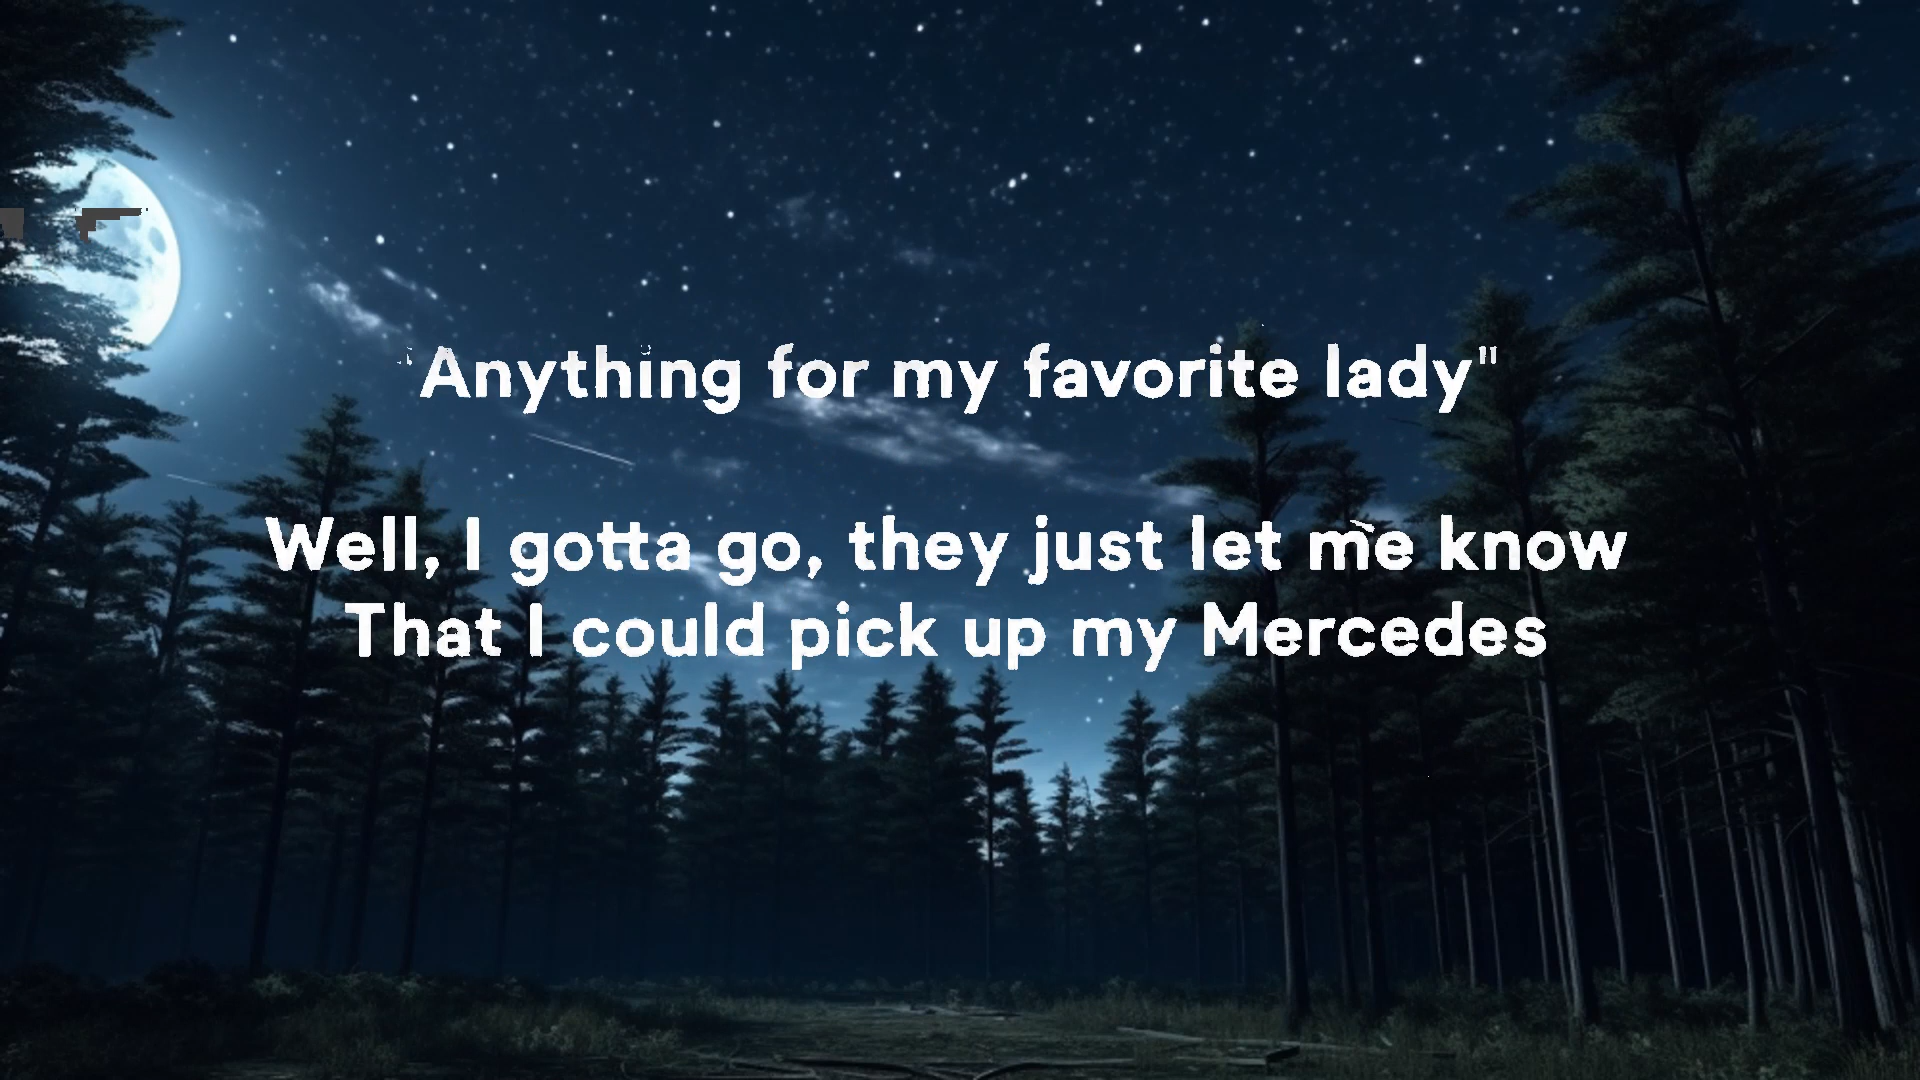 "Anything for my favorite lady"
Well, I gotta go, they just let me know
That I could pick up my Mercedes